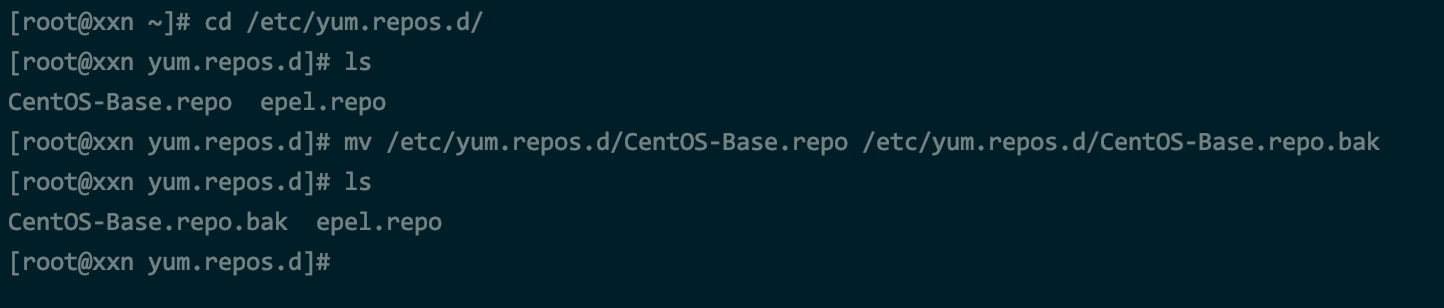 [root@xxn ~]# cd /etc/yum.repos.d/
[root@xxn yum.repos.d]# ls
CentOS-Base.repo  epel.repo
[root@xxn yum.repos.d]# mv /etc/yum.repos.d/CentOS-Base.repo /etc/yum.repos.d/CentOS-Base.repo.bak
[root@xxn yum.repos.d]# ls
CentOS-Base.repo.bak  epel.repo
[root@xxn yum.repos.d]#